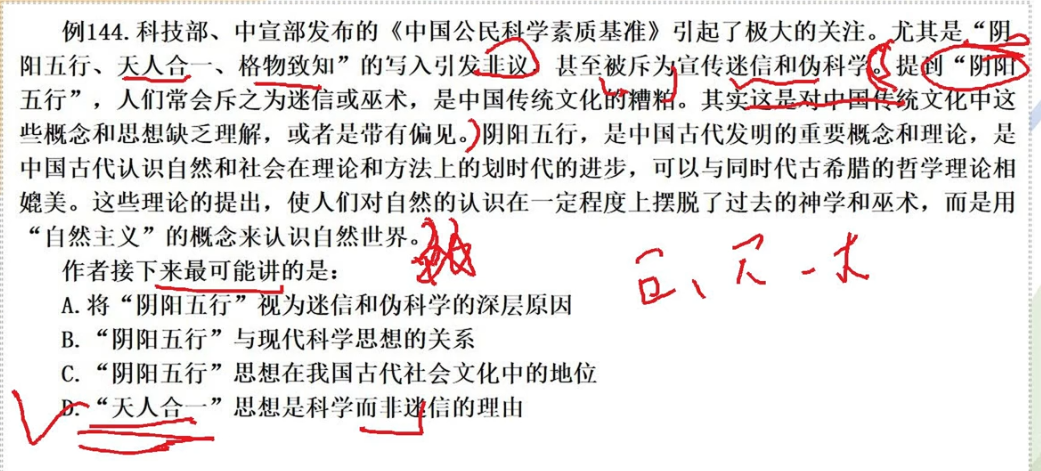 例144.科技部、中宣部发布的《中国公民科学素质基准》引起了极大的关注。尤其是“阴
阳五行、天人合一、格物致知”的写入引发非议，甚至被斥为宣传迷信和伪科学。提到“阴阳
五行”，人们常会斥之为迷信或巫术，是中国传统文化的糟粕。其实这是对中国传统文化中这
些概念和思想缺乏理解，或者是带有偏见。阴阳五行，是中国古代发明的重要概念和理论，是
中国古代认识自然和社会在理论和方法上的划时代的进步，可以与同时代古希腊的哲学理论相
媲美。这些理论的提出，使人们对自然的认识在一定程度上摆脱了过去的神学和巫术，而是用
“自然主义”的概念来认识自然世界。
作者接下来最可能讲的是：
A.将“阴阳五行”视为迷信和伪科学的深层原因
B.“阴阳五行”与现代科学思想的关系
C.“阴阳五行”思想在我国古代社会文化中的地位
D.“天人合一”思想是科学而非迷信的理由